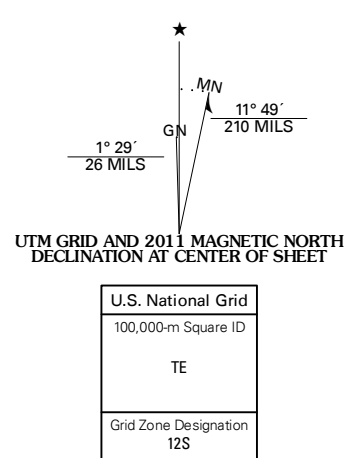 ★
MN
GN
11° 49´
210 MILS
1° 29´
26 MILS
UTM GRID AND 2011 MAGNETIC NORTH
DECLINATION AT CENTER OF SHEET
U.S. National Grid
100,000-m Square ID
TE
Grid Zone Designation
12S